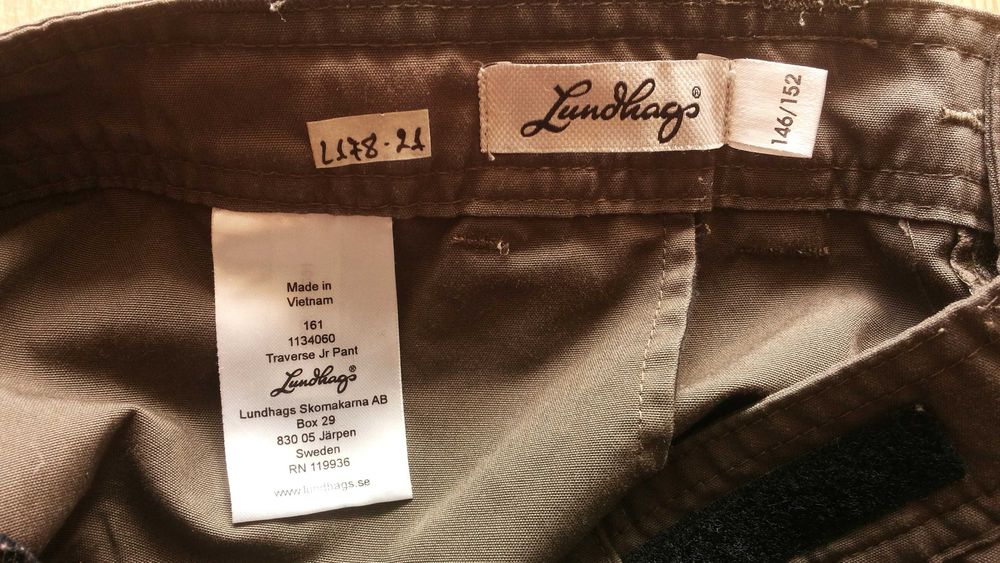 Lundhags®
146/152
L178-21
Made in
Vietnam
161
1134060
Traverse Jr Pant
Lundhags®
Lundhags Skomakarna AB
Box 29
830 05 Järpen
Sweden
RN 119936
www.lundhags.se